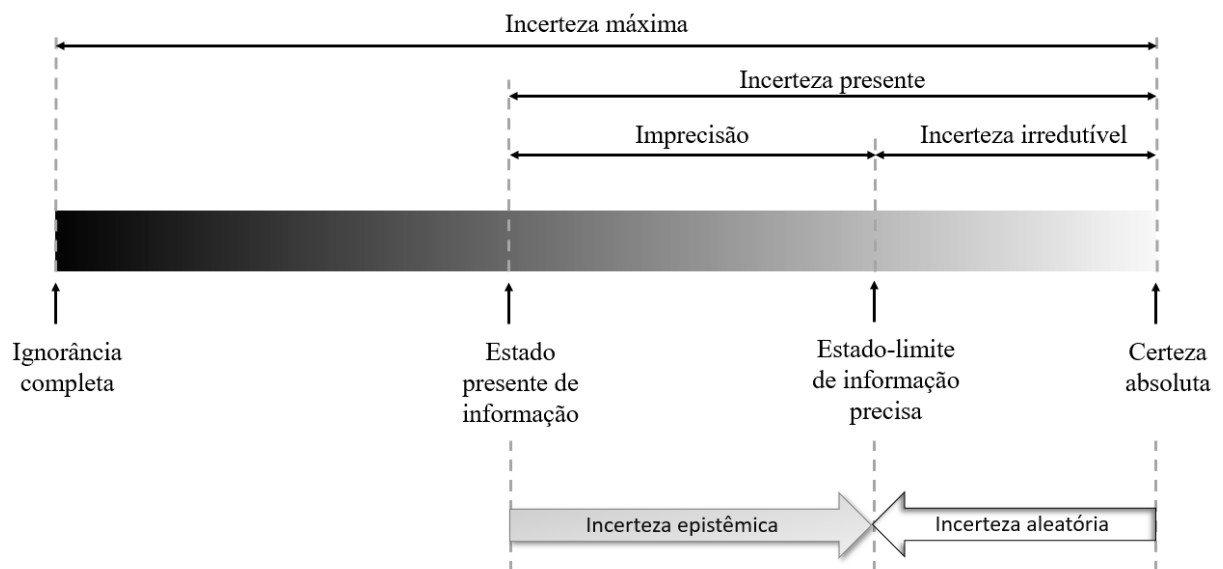 Incerteza máxima
Incerteza presente
Imprecisão
Incerteza irredutível
Ignorância
completa
Estado
presente de
informação
Estado-limite
de informação
precisa
Certeza
absoluta
Incerteza epistêmica
Incerteza aleatória